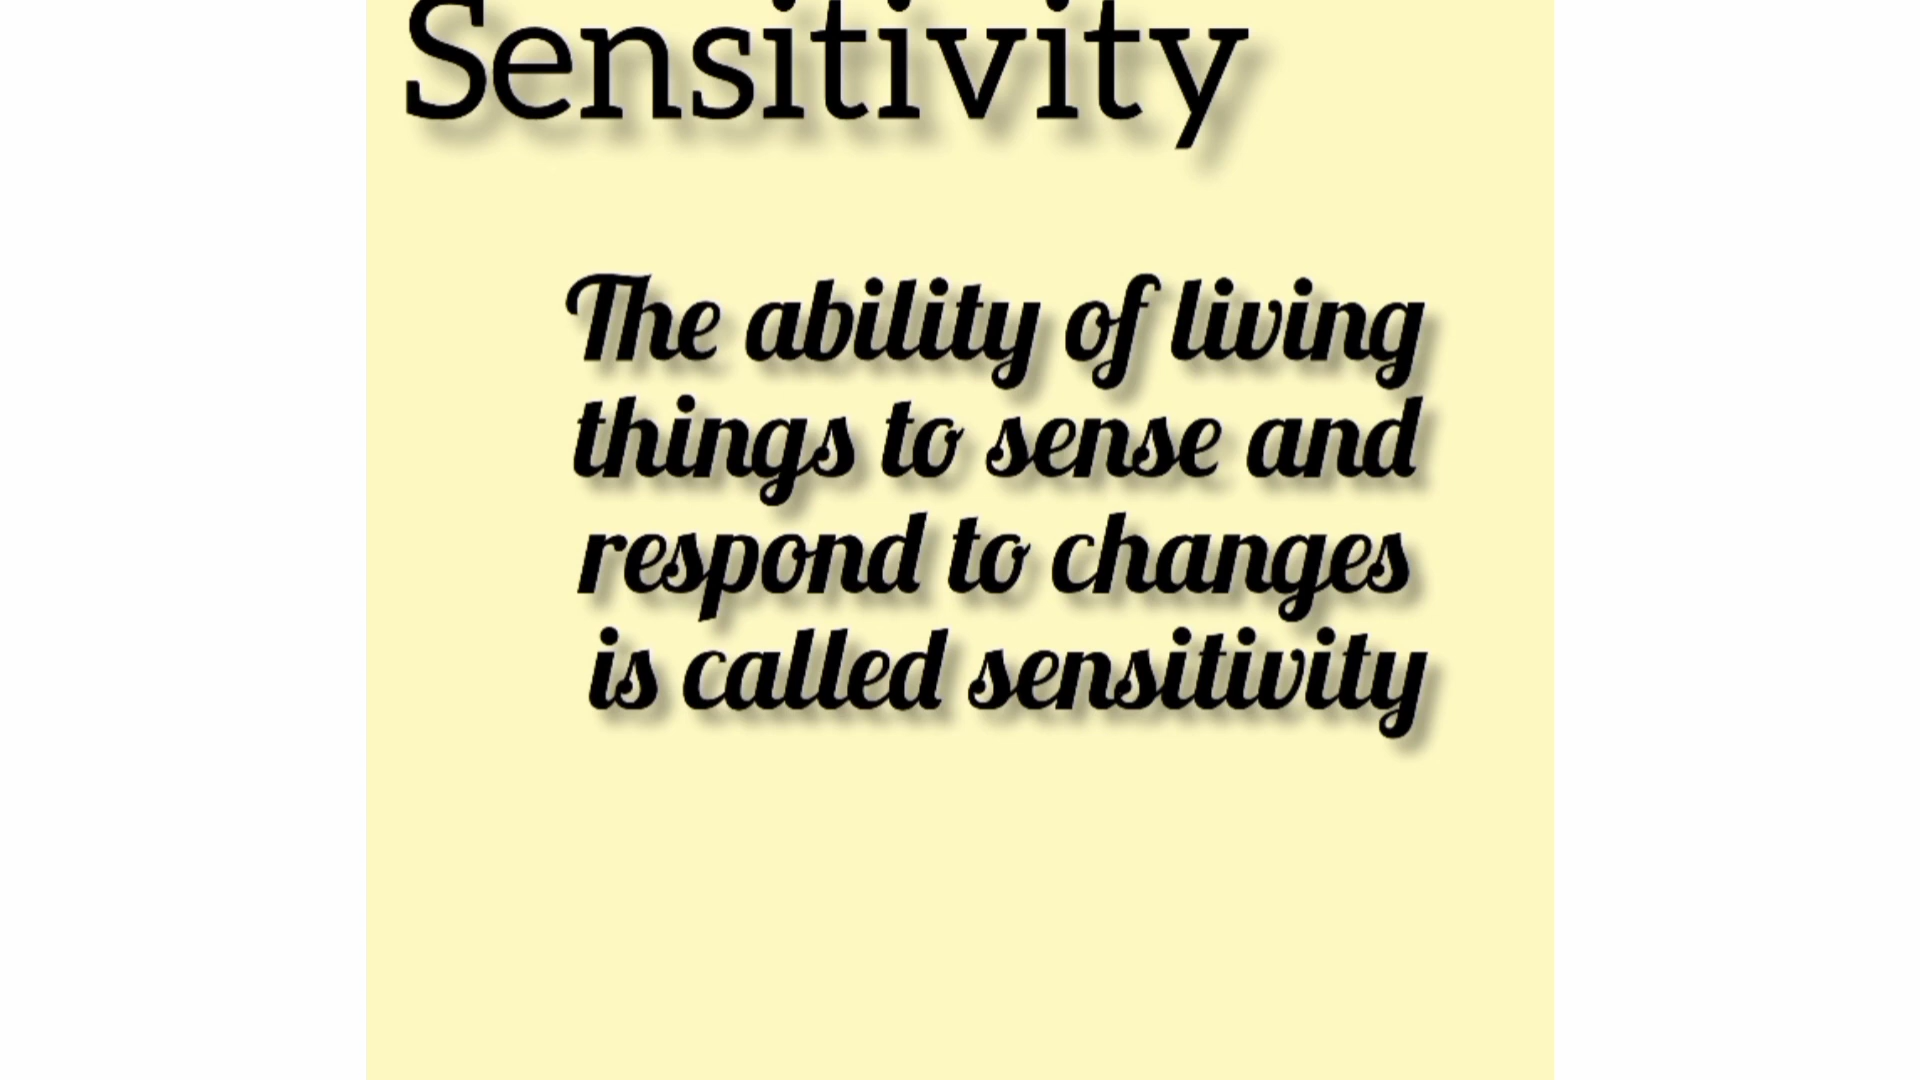 Sensitivity
The ability of living
things to sense and
respond to changes
is called sensitivity